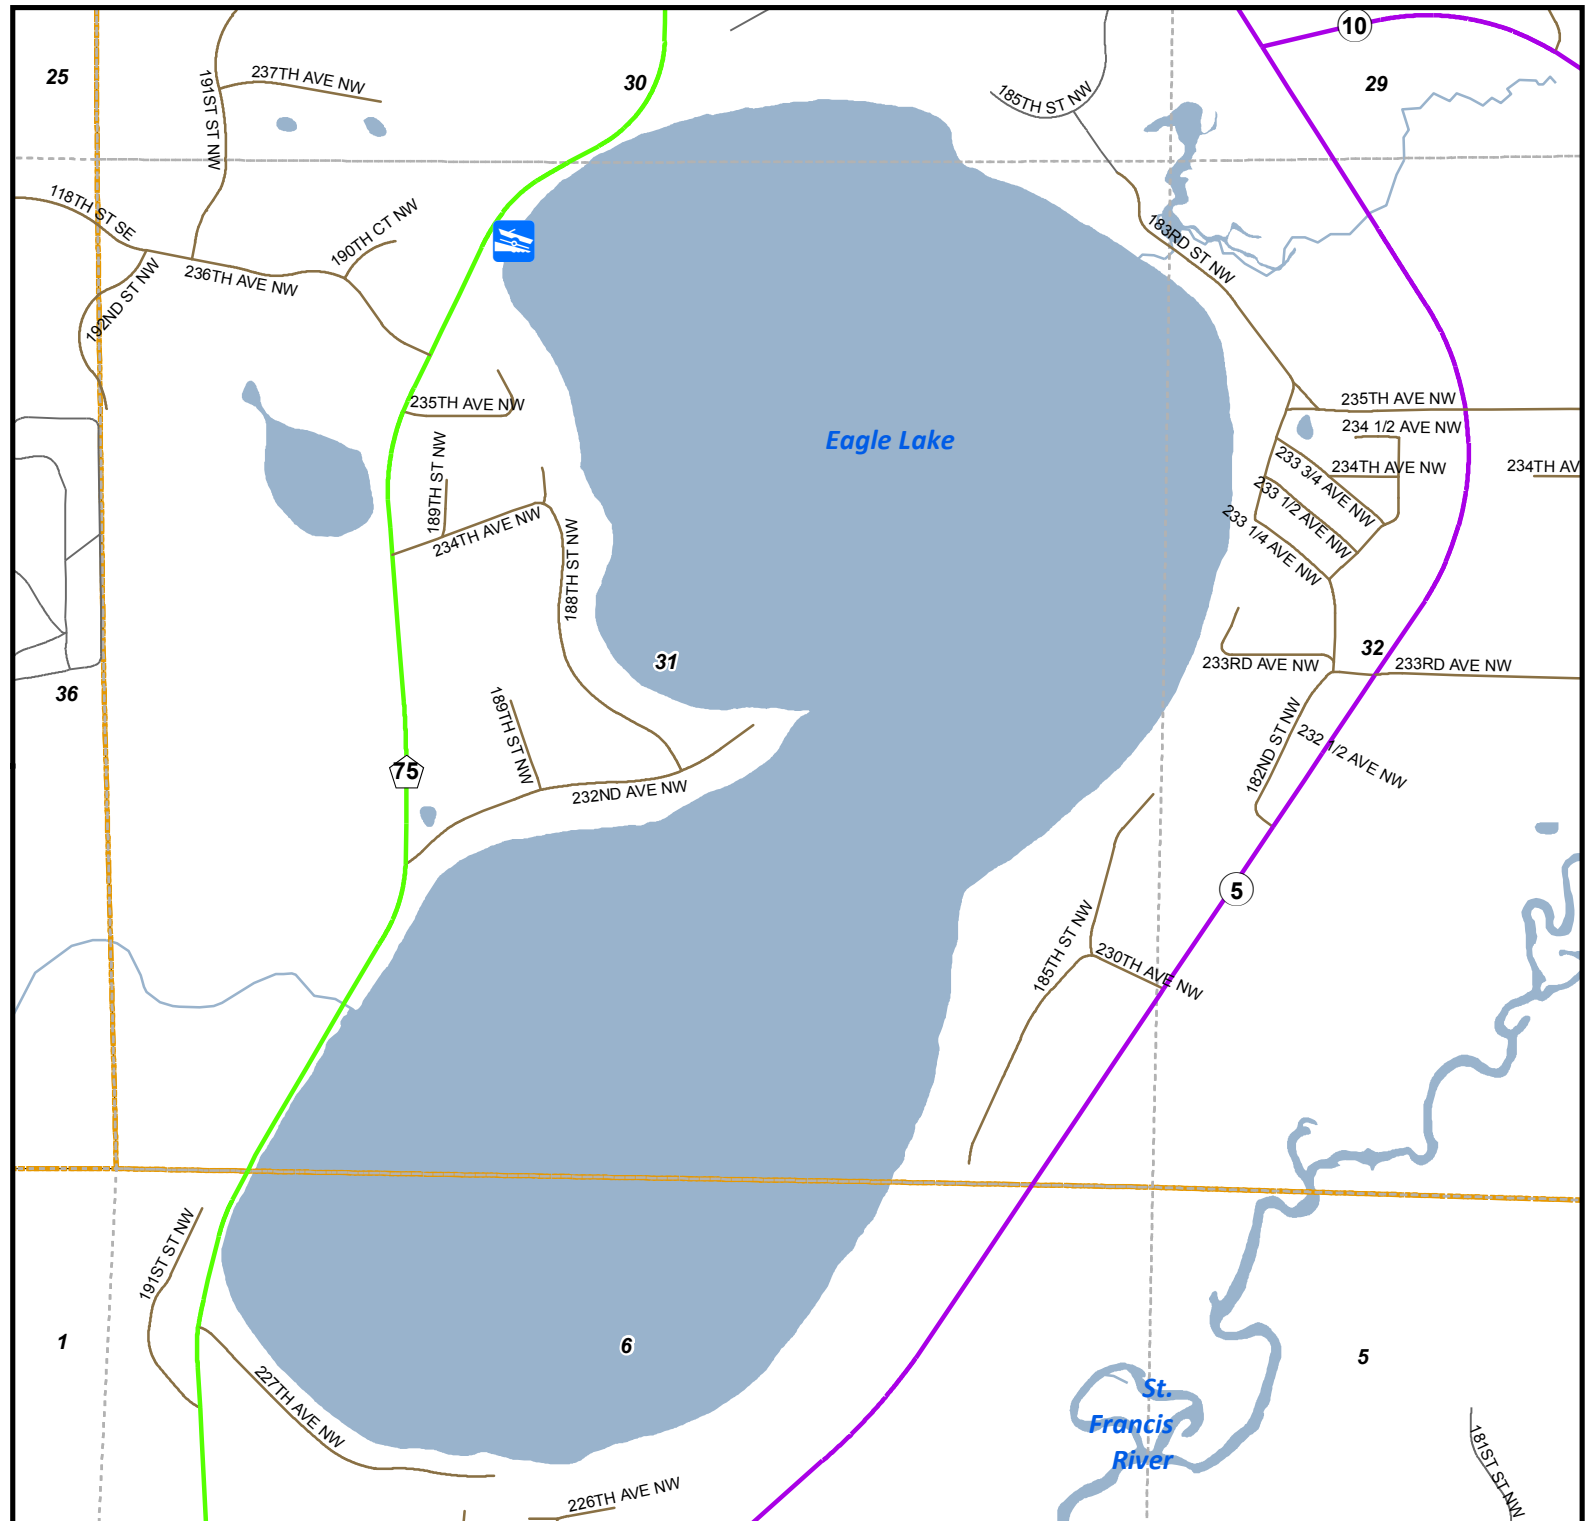 10
25
237TH AVE NW
30
29
185TH ST NW
191ST ST NW
118TH ST SE
190TH CT NW
183RD ST NW
236TH AVE NW
192ND ST NW
235TH AVE NW
235TH AVE NW
234 1/2 AVE NW
Eagle Lake
189TH ST NW
234TH AVE NW
233 3/4 AVE NW
234TH AVE NW
234TH AV
233 1/2 AVE NW
233 1/4 AVE NW
188TH ST NW
31
32
233RD AVE NW
233RD AVE NW
36
189TH ST NW
182ND ST NW
232 1/2 AVE NW
75
232ND AVE NW
5
185TH ST NW
230TH AVE NW
191ST ST NW
1
6
5
227TH AVE NW
St.
Francis
River
181ST ST NW
226TH AVE NW